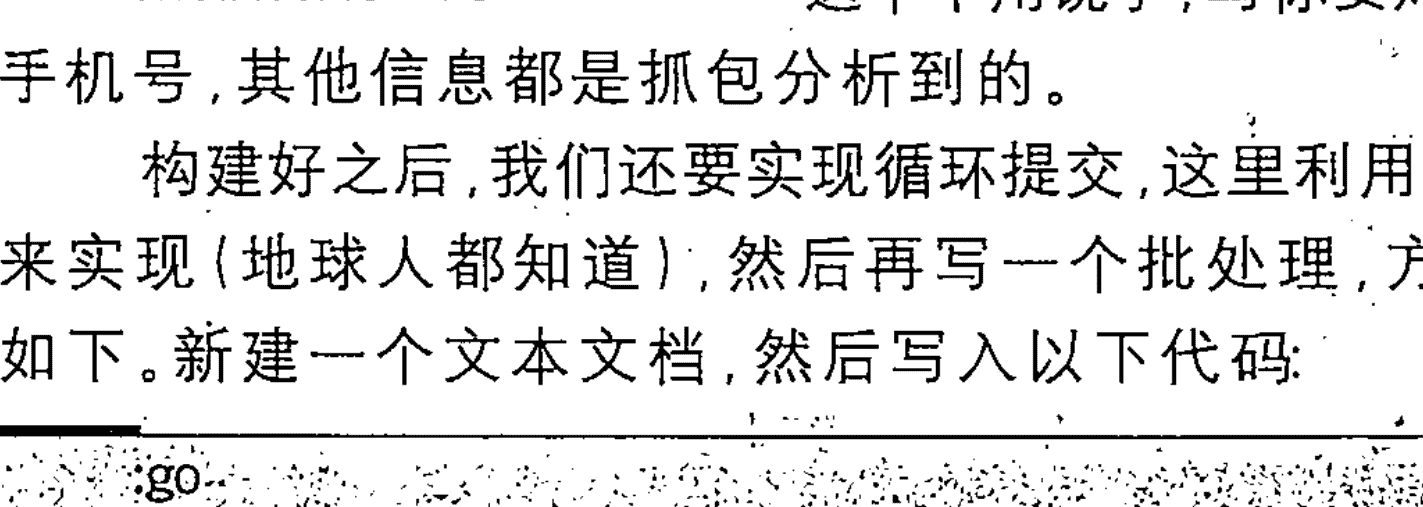 手机号,其他信息都是抓包分析到的。
构建好之后,我们还要实现循环提交,这里利用
来实现(地球人都知道),然后再写一个批处理,方
如下。新建一个文本文档,然后写入以下代码:
:go